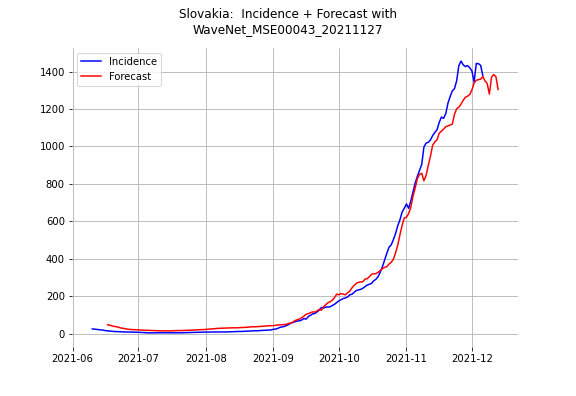 Slovakia:  Incidence + Forecast with
WaveNet_MSE00043_20211127
Incidence
Forecast
1400
1200
1000
800
600
400
200
0
2021-06 2021-07 2021-08 2021-09 2021-10 2021-11 2021-12